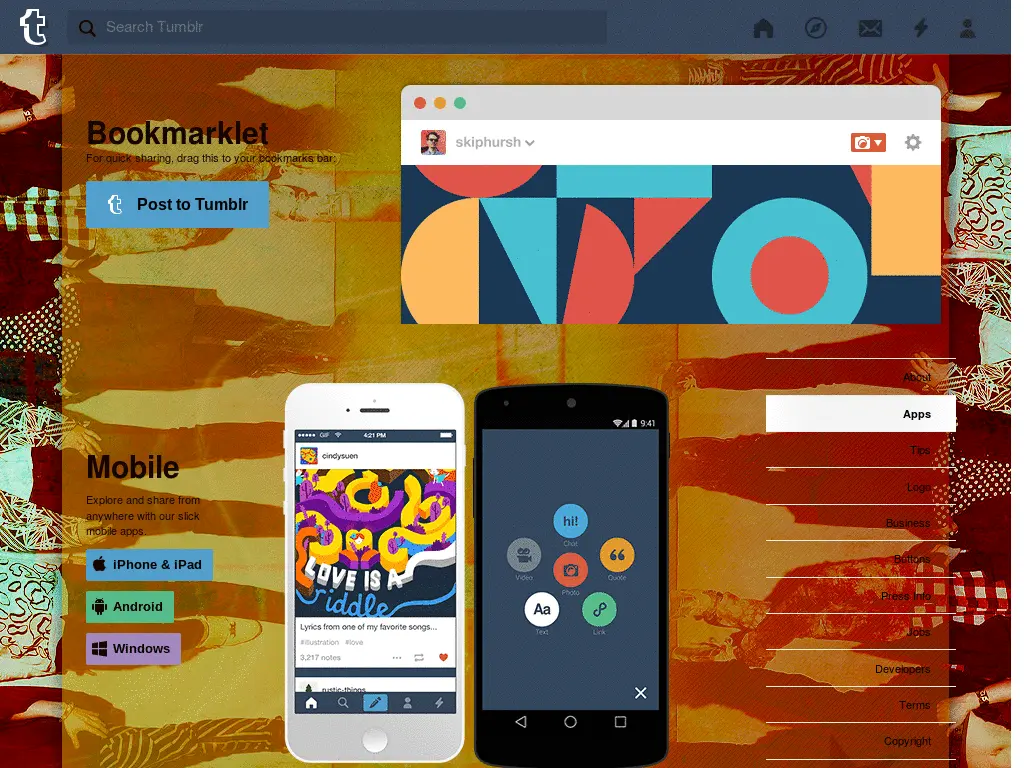 Search Tumblr
Bookmarklet
For quick sharing, drag this to your bookmarks bar:
Post to Tumblr
skiphursh
Mobile
Explore and share from
anywhere with our slick
mobile apps.
iPhone & iPad
Android
Windows
GIF 4:21 PM
cindysuen
LOVE IS A
riddle
Lyrics from one of my favorite songs...
#illustration #love
3,217 notes
rustic-things
9:41
hi!
Chat
Video
Photo
Quote
Aa
Text
Link
About
Apps
Tips
Logo
Business
Buttons
Press Info
Jobs
Developers
Terms
Copyright